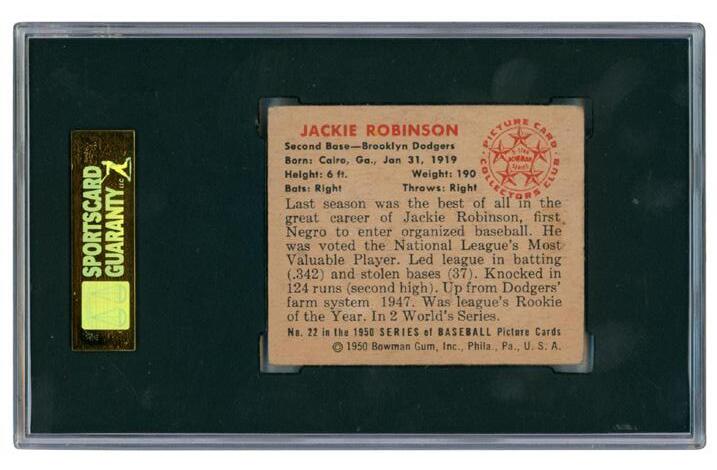 SPORTSCARD
GUARANTY LLC
JACKIE ROBINSON
Second Base—Brooklyn Dodgers
Born: Cairo, Ga., Jan 31, 1919
Height: 6 ft. Weight: 190
Bats: Right Throws: Right
PICTURE CARD
5-STAR
BOWMAN
COLLECTORS CLUB
Last season was the best of all in the
great career of Jackie Robinson, first
Negro to enter organized baseball. He
was voted the National League's Most
Valuable Player. Led league in batting
(.342) and stolen bases (37). Knocked in
124 runs (second high). Up from Dodgers'
farm system 1947. Was league's Rookie
of the Year. In 2 World's Series.
No. 22 in the 1950 SERIES of BASEBALL Picture Cards
© 1950 Bowman Gum, Inc., Phila., Pa., U. S. A.